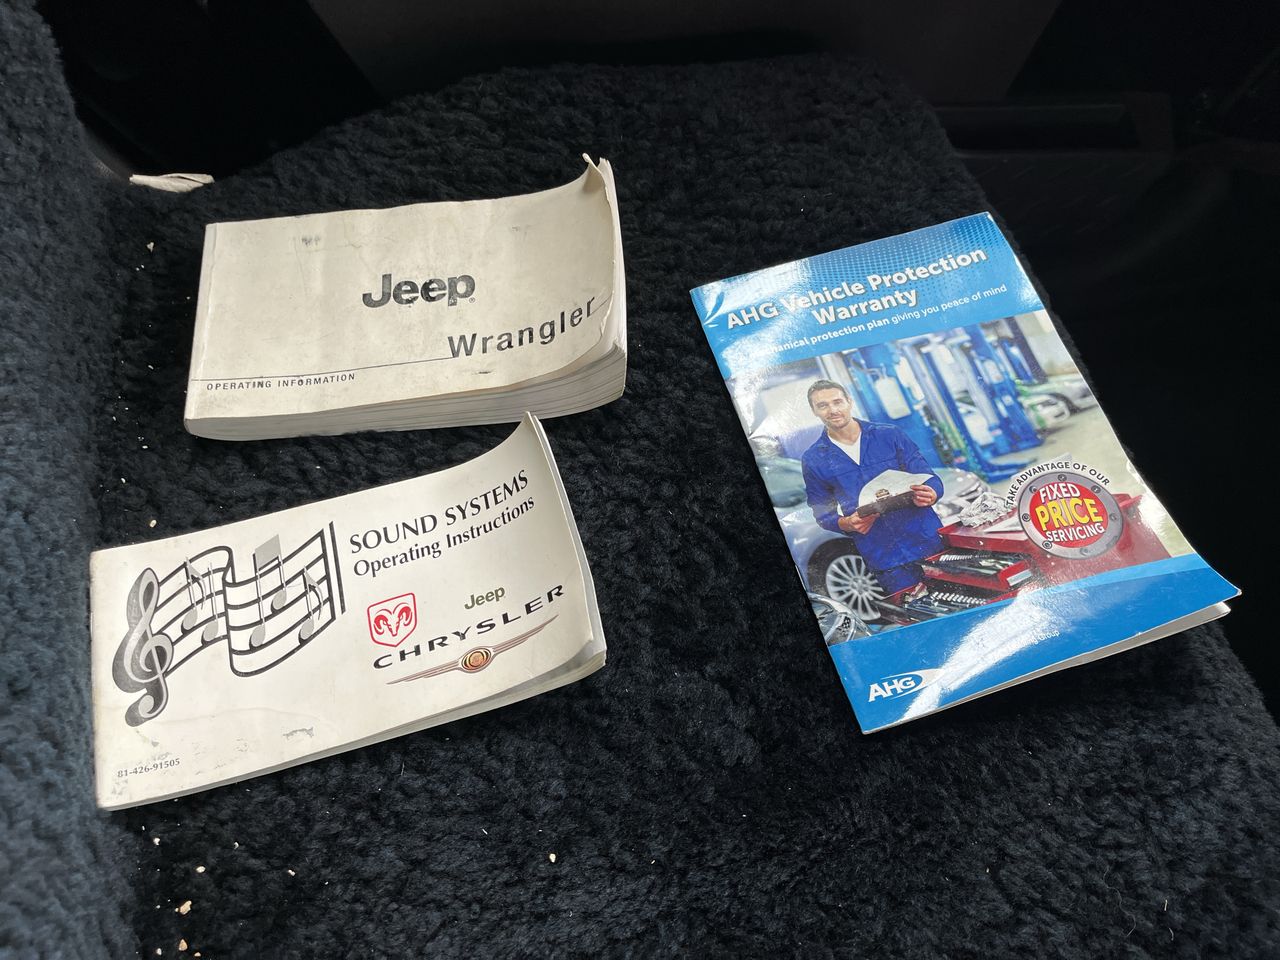 Jeep
Wrangler
OPERATING INFORMATION
SOUND SYSTEMS
Operating Instructions
Jeep
CHRYSLER
81-426-91505
AHG Vehicle Protection
Warranty
protection plan giving you peace of mind
TAKE ADVANTAGE OF OUR
FIXED
PRICE
SERVICING
Group
AHG